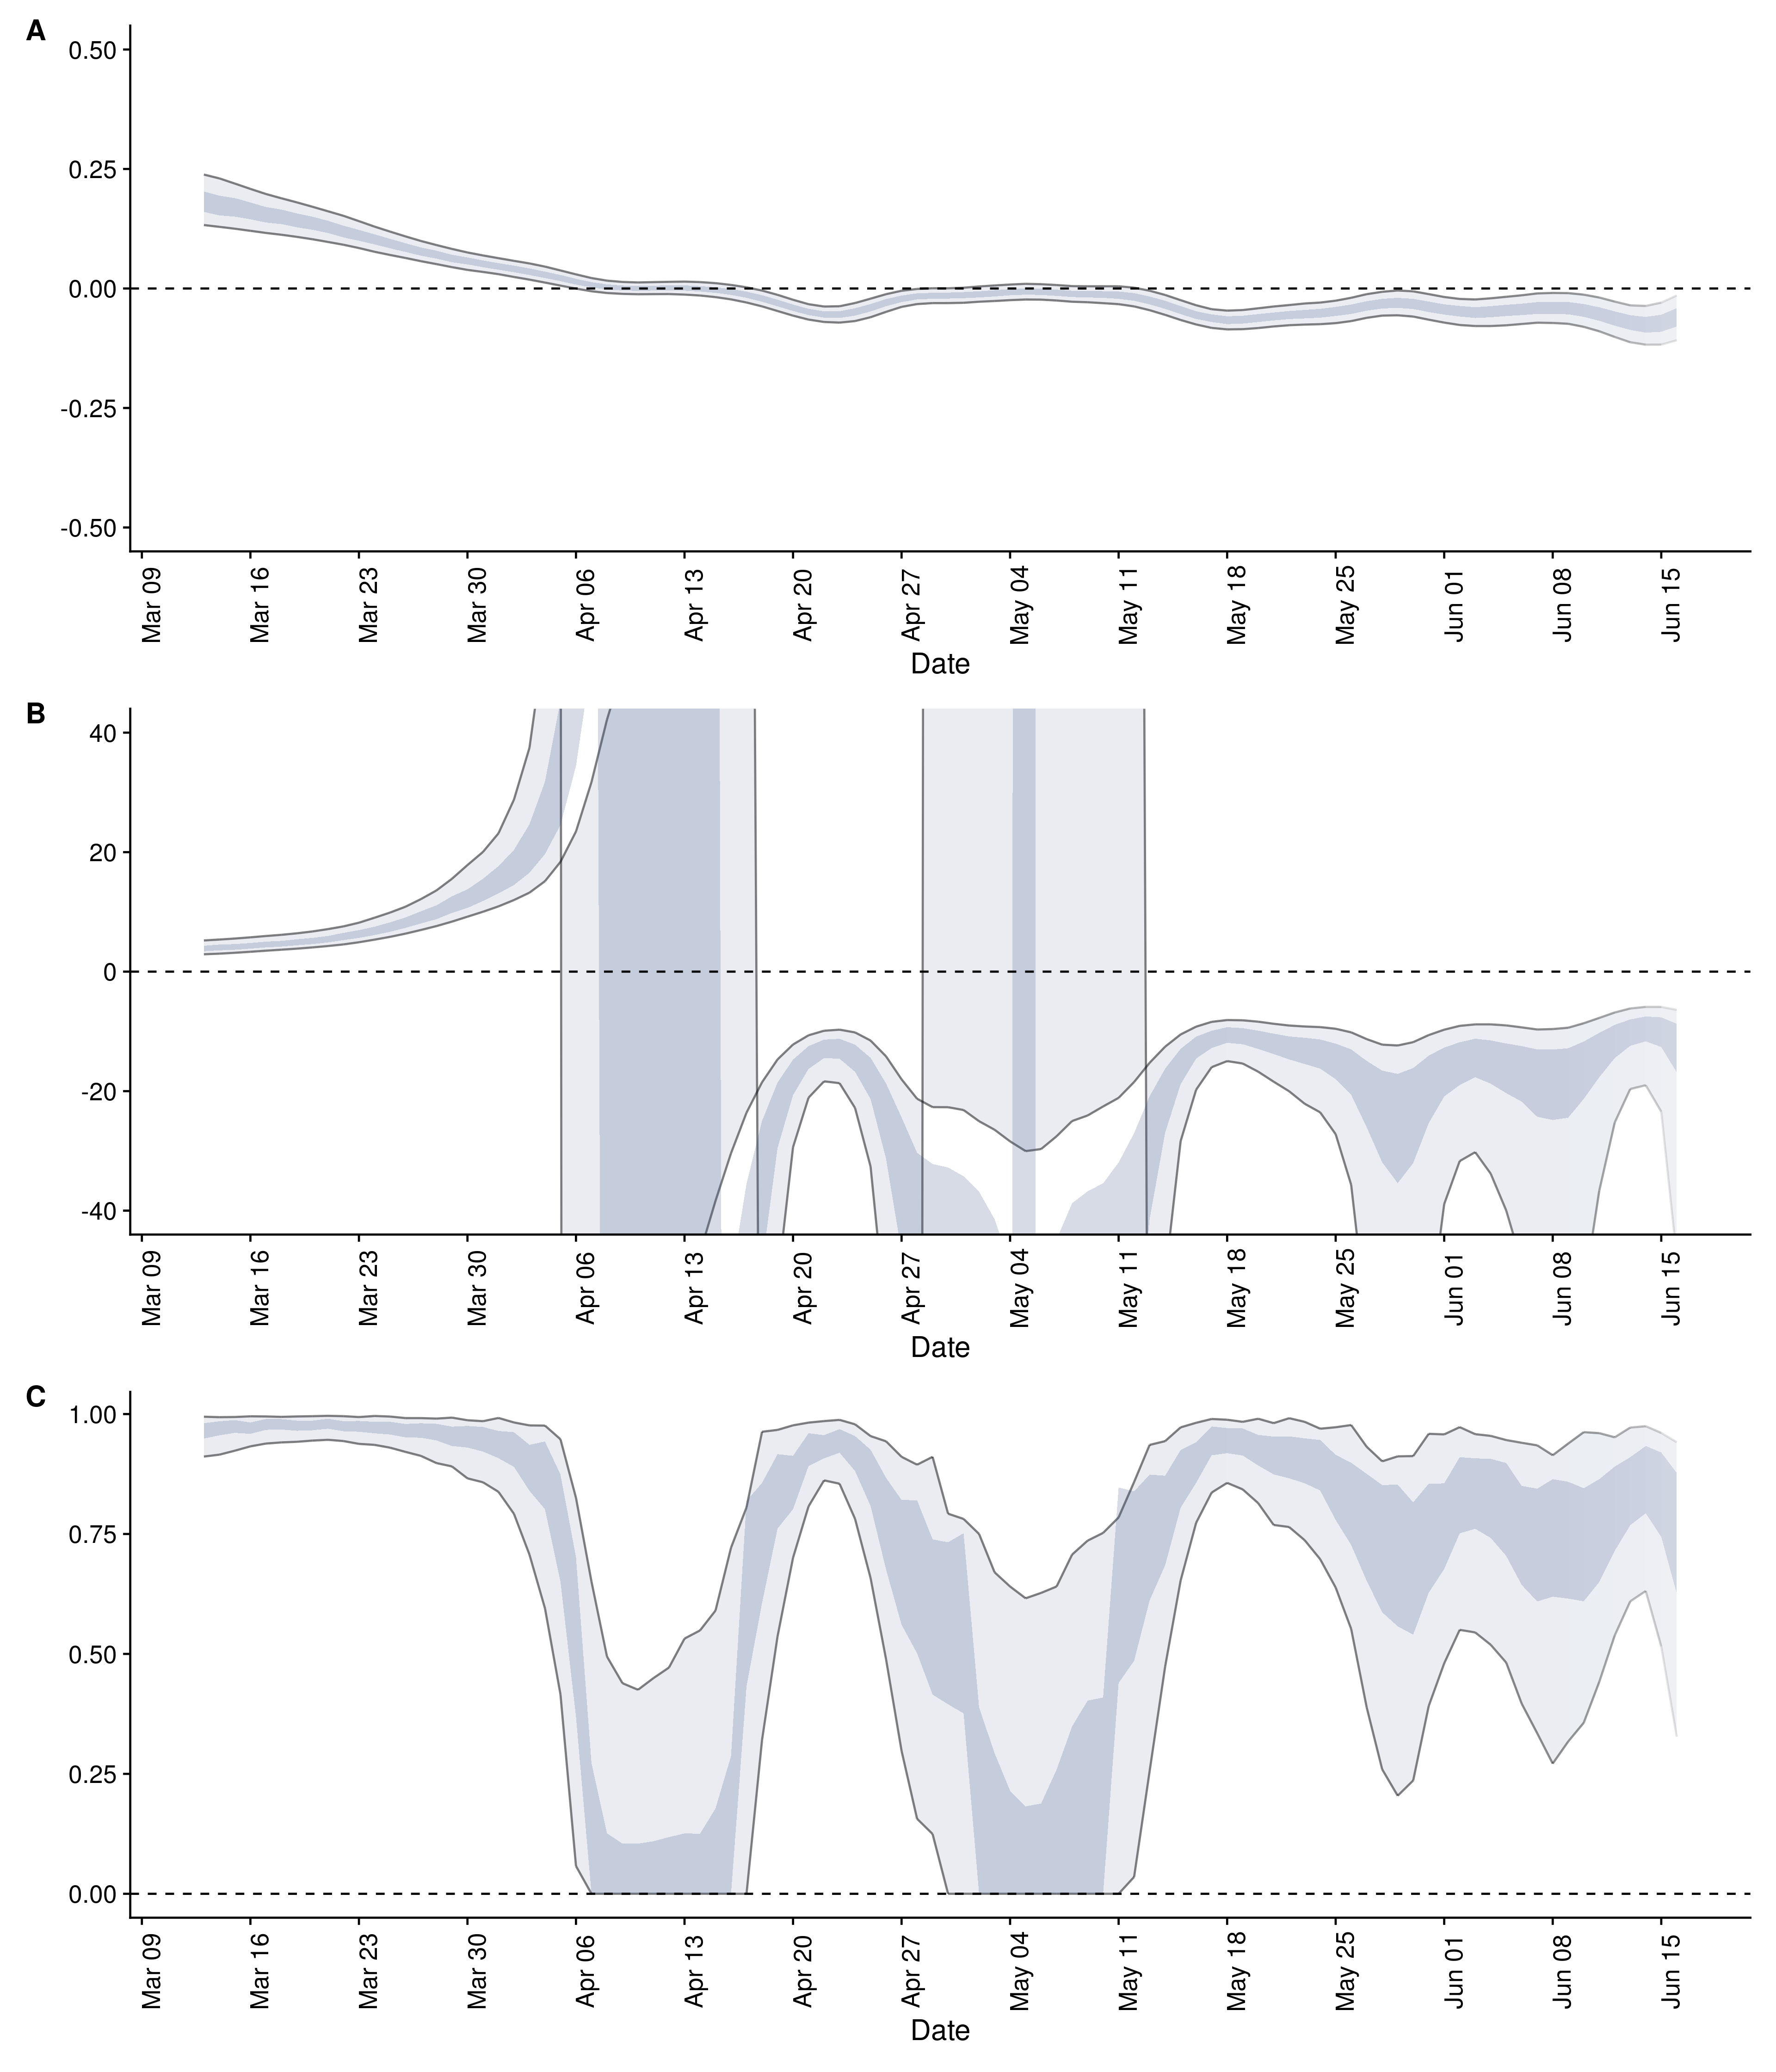 A
0.50
0.25
0.00
-0.25
-0.50
Mar 09
Mar 16
Mar 23
Mar 30
Apr 06
Apr 13
Apr 20
Apr 27
May 04
May 11
May 18
May 25
Jun 01
Jun 08
Jun 15
Date
B
40
20
0
-20
-40
Mar 09
Mar 16
Mar 23
Mar 30
Apr 06
Apr 13
Apr 20
Apr 27
May 04
May 11
May 18
May 25
Jun 01
Jun 08
Jun 15
Date
C
1.00
0.75
0.50
0.25
0.00
Mar 09
Mar 16
Mar 23
Mar 30
Apr 06
Apr 13
Apr 20
Apr 27
May 04
May 11
May 18
May 25
Jun 01
Jun 08
Jun 15
Date